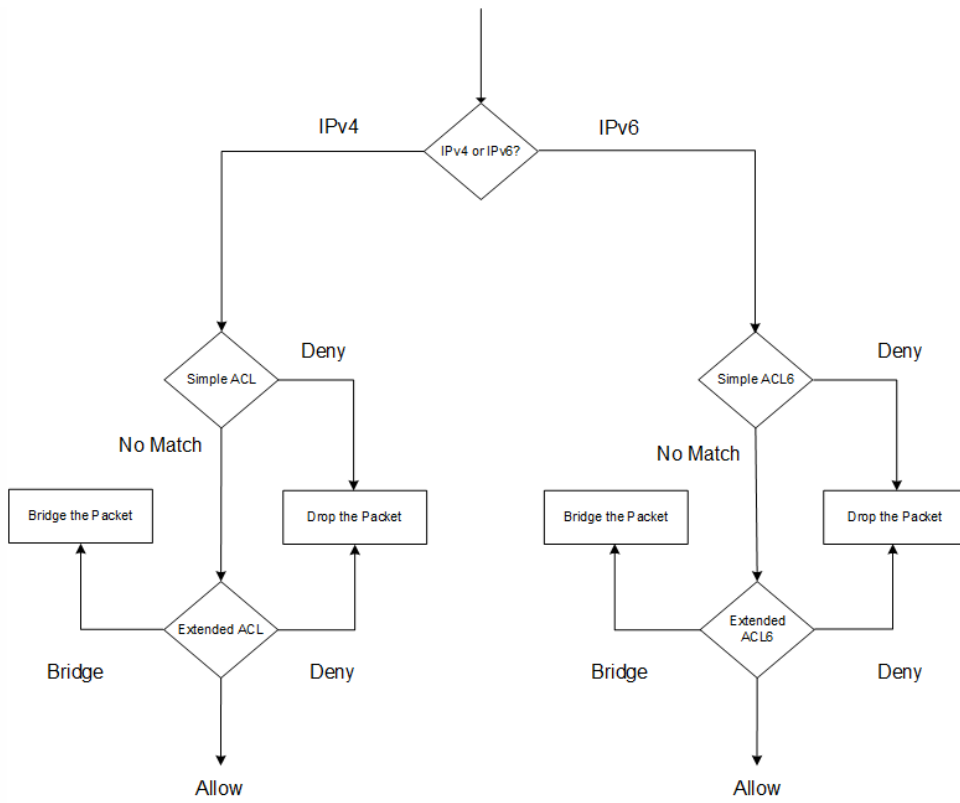 IPv4
IPv6
IPv4 or IPv6?
Deny
Deny
Simple ACL
Simple ACL6
No Match
No Match
Bridge the Packet
Drop the Packet
Bridge the Packet
Drop the Packet
Extended ACL
Extended
ACL6
Bridge
Deny
Bridge
Deny
Allow
Allow